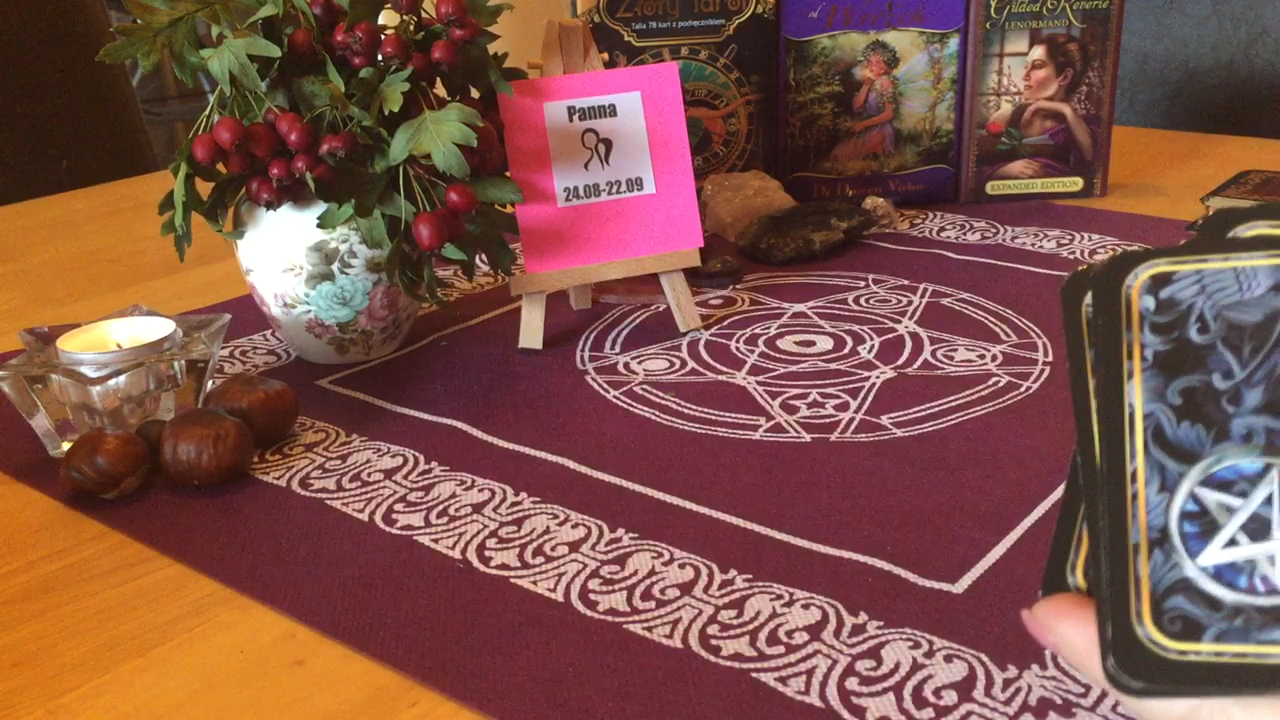 Złoty Tarot
Talia 78 kart z podręcznikiem
od
Gilded Reverie
LENORMAND
EXPANDED EDITION
Panna
24.08-22.09
Dr Doreen Virtue